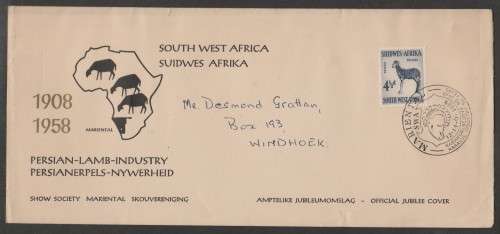 SOUTH WEST AFRICA
SUIDWES AFRIKA
SUIDWES AFRIKA
4½d
SOUTH WEST AFRICA
1908
1958
MARIENTAL
Mr. Desmond Grattan,
Box 193,
WINDHOEK.
MARIENTAL
S.W.A.
PERSIAN-LAMB-INDUSTRY
PERSIANERPELS-NYWERHEID
SHOW SOCIETY MARIENTAL SKOUVERENIGING
AMPTELIKE JUBILEUMOMSLAG - OFFICIAL JUBILEE COVER